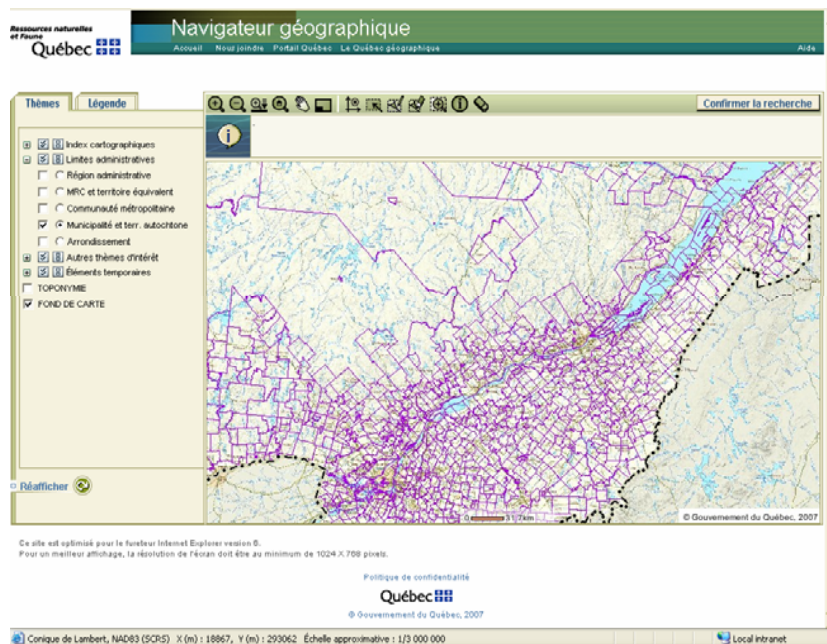 Ressources naturelles
et Faune
Québec
Navigateur géographique
Accueil Nous joindre Portail Québec Le Québec géographique Aide
Thèmes Légende
Confirmer la recherche
Index cartographiques
Limites administratives
Région administrative
MRC et territoire équivalent
Communauté métropolitaine
Municipalité et terr. autochtone
Arrondissement
Autres thèmes d'intérêt
Éléments temporaires
TOPONYMIE
FOND DE CARTE
Réafficher
0 31.7km
© Gouvernement du Québec, 2007
Ce site est optimisé pour le fureteur Internet Explorer version 6.
Pour un meilleur affichage, la résolution de l'écran doit être au minimum de 1024 X 768 pixels.
Politique de confidentialité
Québec
© Gouvernement du Québec, 2007
Conique de Lambert, NAD83 (SCRS) X (m) : 18867, Y (m) : 293062 Échelle approximative : 1/3 000 000
Local intranet